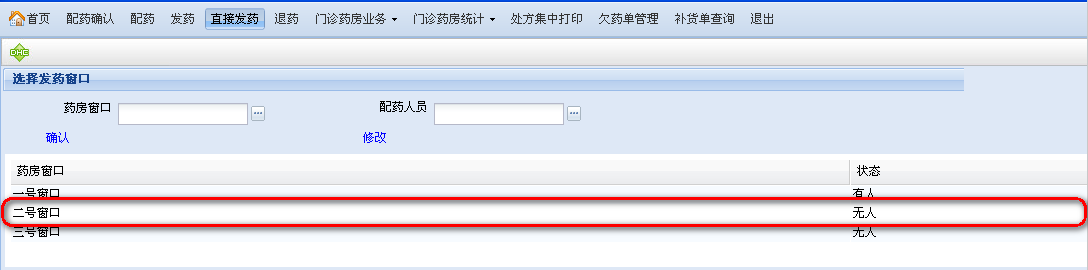 首页 配药确认 配药 发药 直接发药 退药 门诊药房业务 门诊药房统计 处方集中打印 欠药单管理 补货单查询 退出
DHC
选择发药窗口
药房窗口 配药人员
确认 修改
药房窗口 状态
一号窗口 有人
二号窗口 无人
三号窗口 无人